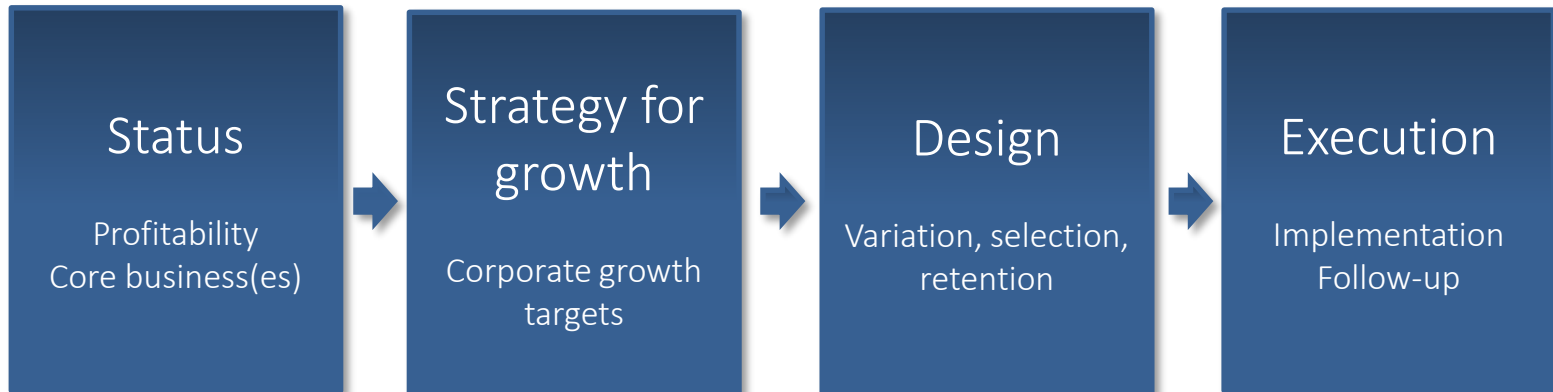 Status
Profitability
Core business(es)
Strategy for
growth
Corporate growth
targets
Design
Variation, selection,
retention
Execution
Implementation
Follow-up